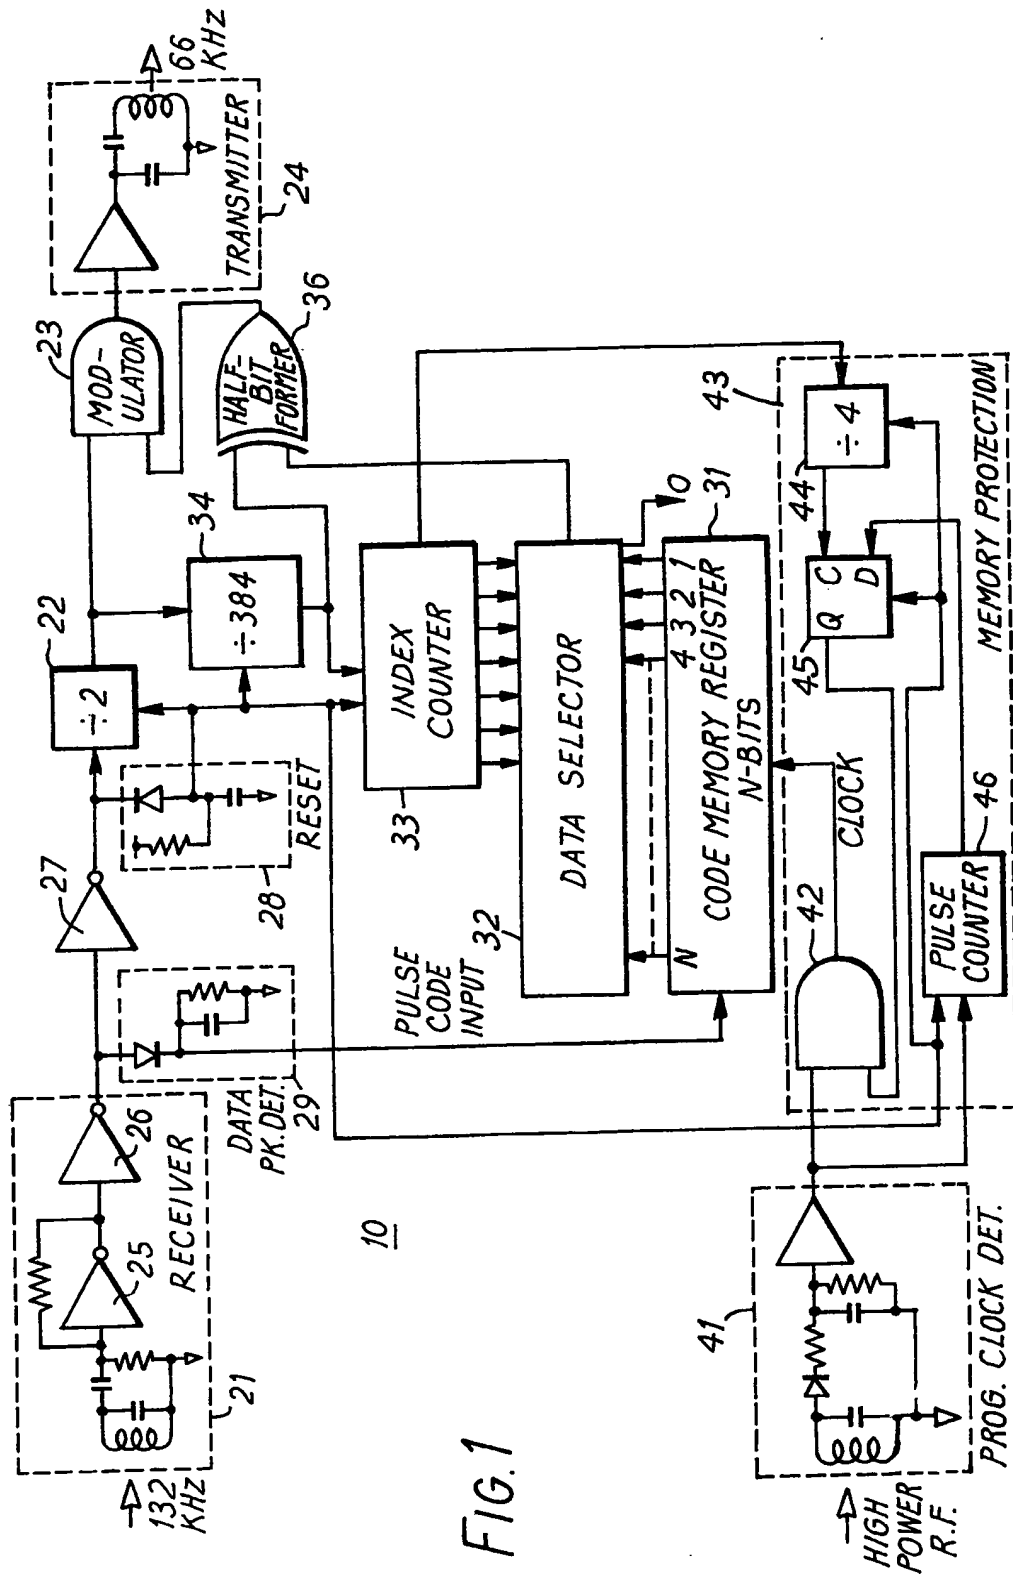 132
KHz
21
RECEIVER
25
26
DATA
PK.DET.
29
27
28
RESET
22
÷2
34
÷384
23
MOD-
ULATOR
HALF-
BIT
FORMER
36
TRANSMITTER
24
66
KHz
PULSE
CODE
INPUT
33
INDEX
COUNTER
32
DATA SELECTOR
0
N
4
3
2
1
31
CODE MEMORY REGISTER
N-BITS
CLOCK
10
FIG. 1
HIGH
POWER
R.F.
41
PROG. CLOCK DET.
42
PULSE
COUNTER
46
45
Q
C
D
44
÷4
43
MEMORY PROTECTION